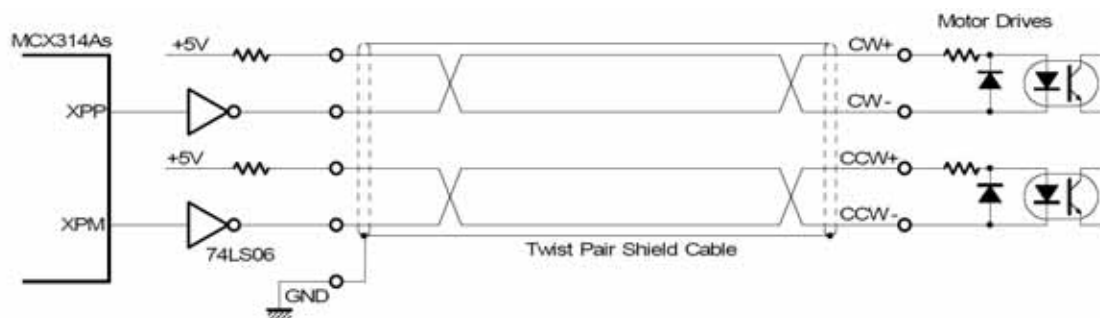 Motor Drives
MCX314As
+5V
CW+
XPP
CW-
+5V
CCW+
XPM
CCW-
74LS06
Twist Pair Shield Cable
GND